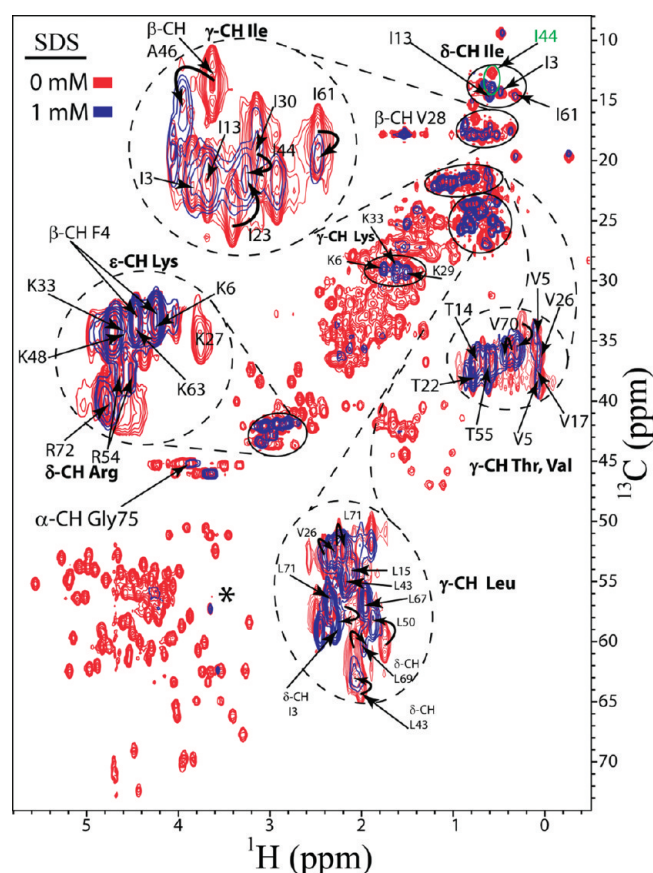 SDS
0 mM
1 mM
β-CH
A46
γ-CH Ile
I61
I30
I13
I44
I3
I23
δ-CH Ile
I13
I44
I3
I61
β-CH V28
β-CH F4
ε-CH Lys
K33
K6
K48
K27
K63
R72
R54
δ-CH Arg
K33
γ-CH Lys
K6
K29
V5
T14
V26
V70
T22
T55
V5
V17
γ-CH Thr, Val
α-CH Gly75
*
L71
V26
L71
L15
L43
L67
L50
γ-CH Leu
δ-CH
L69
δ-CH
I3
δ-CH
L43
10
15
20
25
30
35
40
45
50
55
60
65
70
¹³C (ppm)
5 4 3 2 1 0
¹H (ppm)